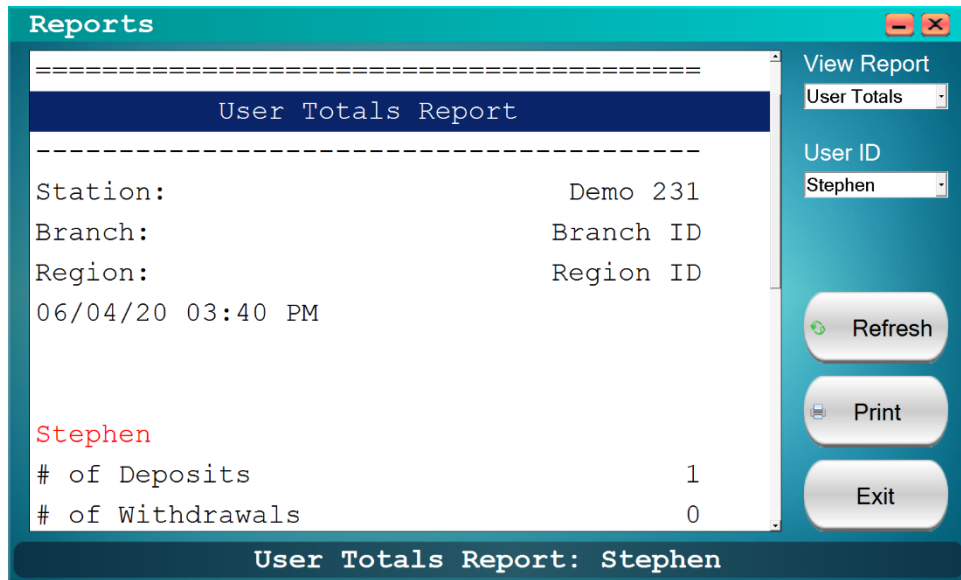 Reports
========================================
User Totals Report
----------------------------------------
Station: Demo 231
Branch: Branch ID
Region: Region ID
06/04/20 03:40 PM
Stephen
# of Deposits 1
# of Withdrawals 0
View Report
User Totals
User ID
Stephen
Refresh
Print
Exit
User Totals Report: Stephen